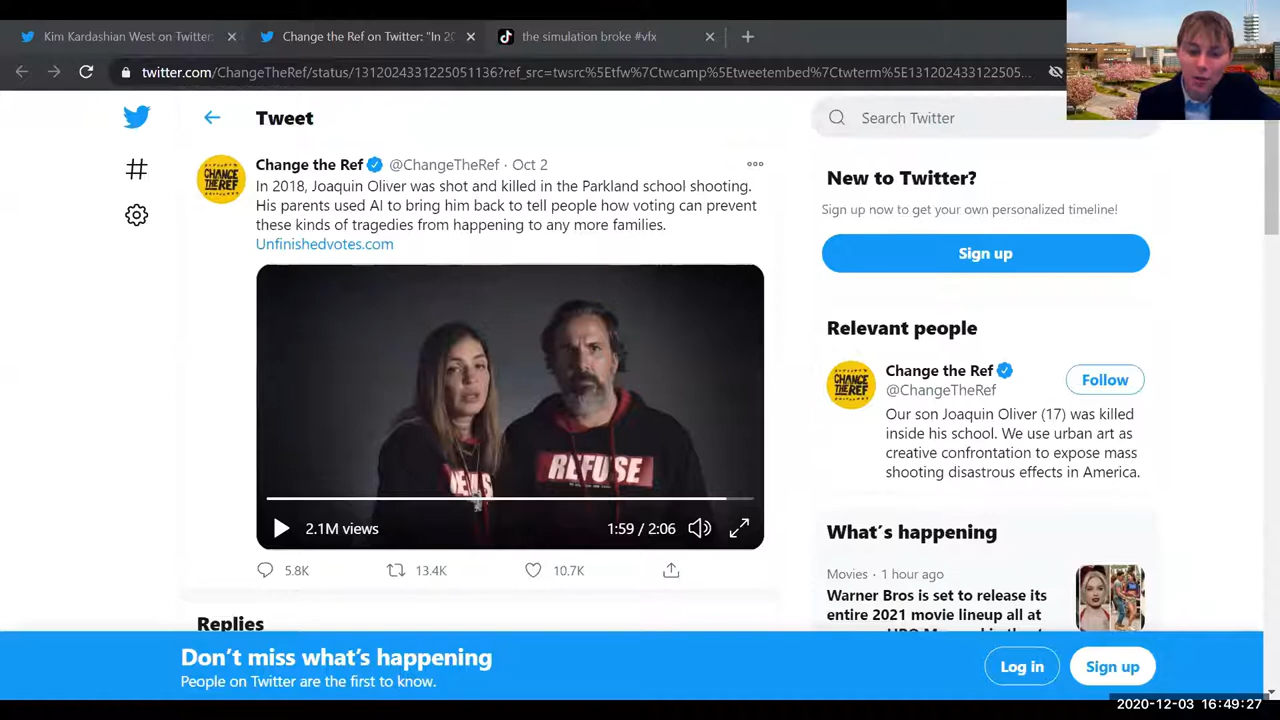 Kim Kardashian West on Twitter:
Change the Ref on Twitter: "In 20
the simulation broke #vfx
twitter.com/ChangeTheRef/status/1312024331225051136?ref_src=twsrc%5Etfw%7Ctwcamp%5Etweetembed%7Ctwterm%5E131202433122505...
Tweet
Search Twitter
Change the Ref @ChangeTheRef · Oct 2
In 2018, Joaquin Oliver was shot and killed in the Parkland school shooting.
His parents used AI to bring him back to tell people how voting can prevent
these kinds of tragedies from happening to any more families.
Unfinishedvotes.com
CHANGE THE REF
REFUSE
2.1M views
1:59 / 2:06
5.8K
13.4K
10.7K
Replies
New to Twitter?
Sign up now to get your own personalized timeline!
Sign up
Relevant people
Change the Ref
@ChangeTheRef
Follow
CHANGE THE REF
Our son Joaquin Oliver (17) was killed
inside his school. We use urban art as
creative confrontation to expose mass
shooting disastrous effects in America.
What's happening
Movies · 1 hour ago
Warner Bros is set to release its
entire 2021 movie lineup all at
Don't miss what's happening
People on Twitter are the first to know.
Log in
Sign up
2020-12-03 16:49:27